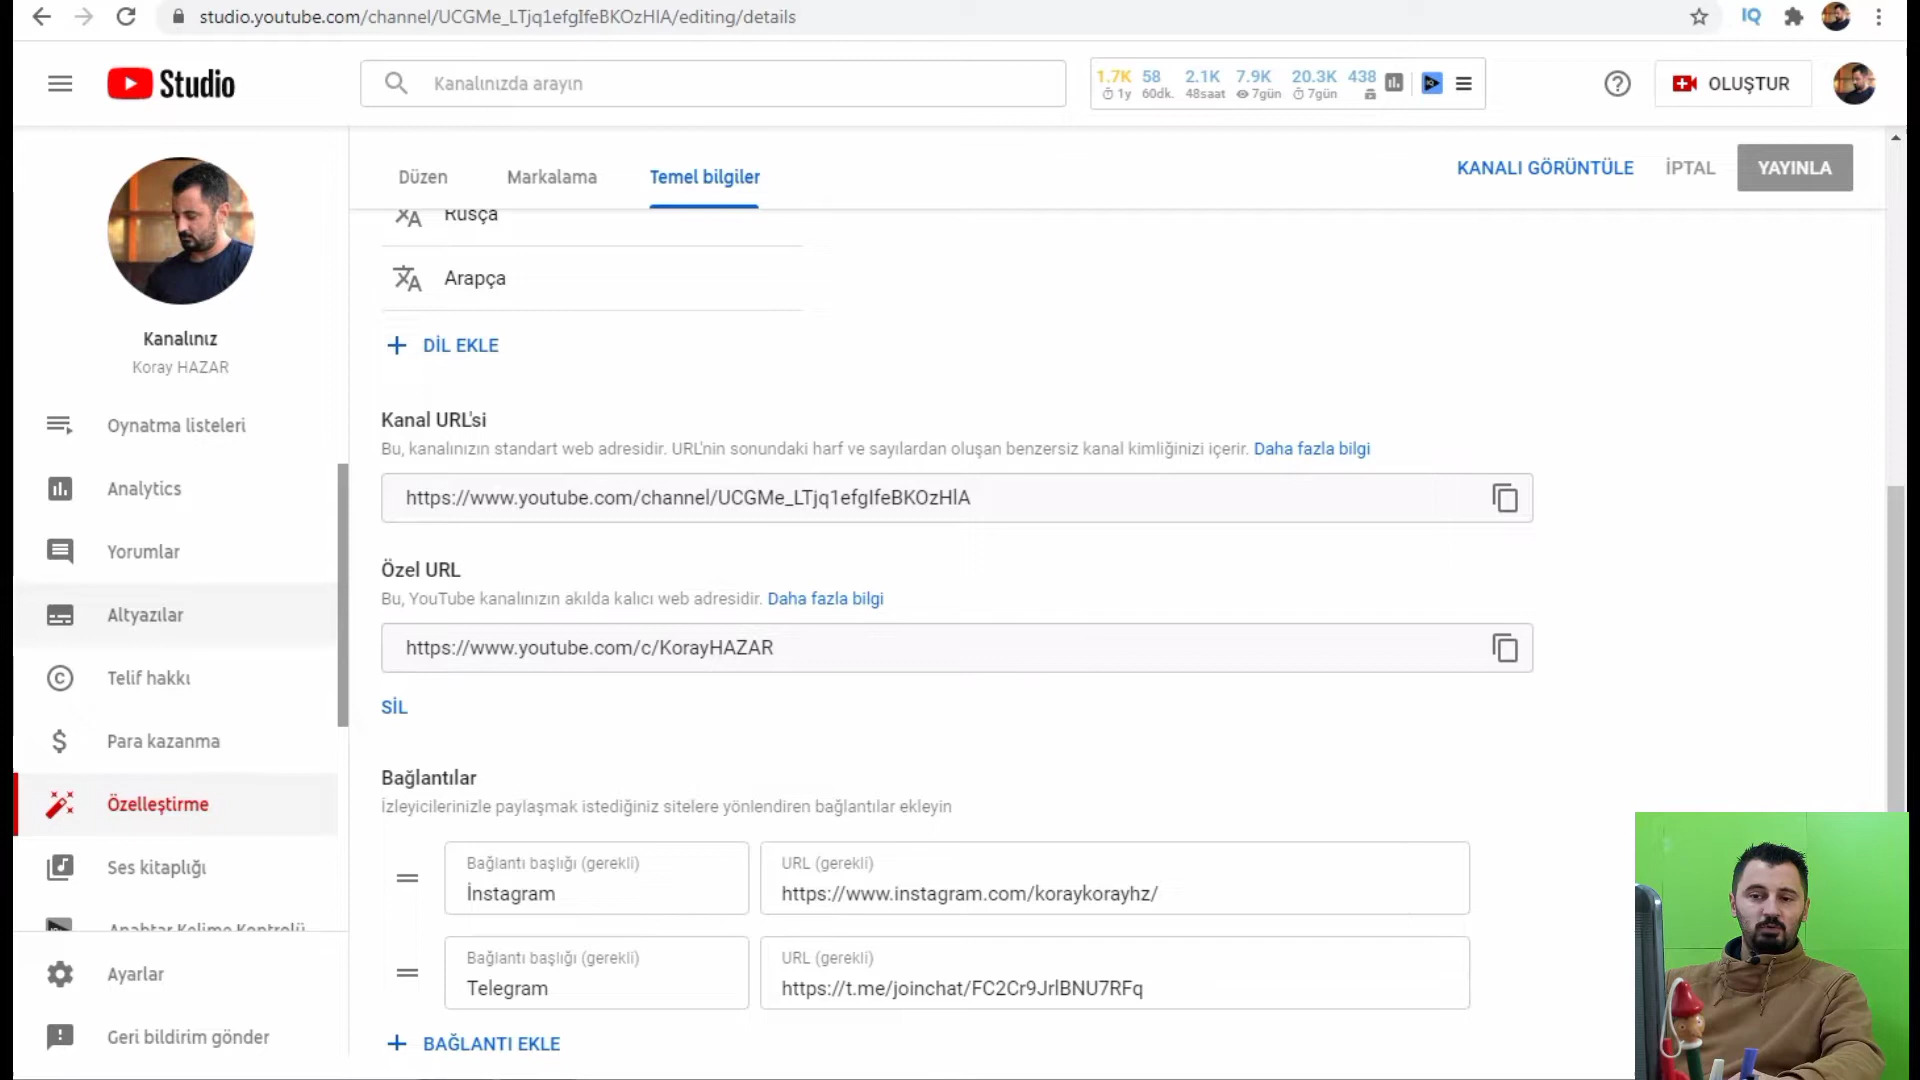 studio.youtube.com/channel/UCGMe_LTjq1efgIfeBKOzHlA/editing/details
IQ
Studio
Kanalınızda arayın
1.7K 58 2.1K 7.9K 20.3K 438
1y 60dk. 48saat 7gün 7gün
OLUŞTUR
Düzen
Markalama
Temel bilgiler
KANALI GÖRÜNTÜLE
İPTAL
YAYINLA
Kanalınız
Koray HAZAR
Oynatma listeleri
Analytics
Yorumlar
Altyazılar
Telif hakkı
Para kazanma
Özelleştirme
Ses kitaplığı
Anahtar Kelime Kontrolü
Ayarlar
Geri bildirim gönder
Rusça
Arapça
DİL EKLE
Kanal URL'si
Bu, kanalınızın standart web adresidir. URL'nin sonundaki harf ve sayılardan oluşan benzersiz kanal kimliğinizi içerir. Daha fazla bilgi
https://www.youtube.com/channel/UCGMe_LTjq1efgIfeBKOzHlA
Özel URL
Bu, YouTube kanalınızın akılda kalıcı web adresidir. Daha fazla bilgi
https://www.youtube.com/c/KorayHAZAR
SİL
Bağlantılar
İzleyicilerinizle paylaşmak istediğiniz sitelere yönlendiren bağlantılar ekleyin
Bağlantı başlığı (gerekli)
İnstagram
URL (gerekli)
https://www.instagram.com/koraykorayhz/
Bağlantı başlığı (gerekli)
Telegram
URL (gerekli)
https://t.me/joinchat/FC2Cr9JrlBNU7RFq
BAĞLANTI EKLE